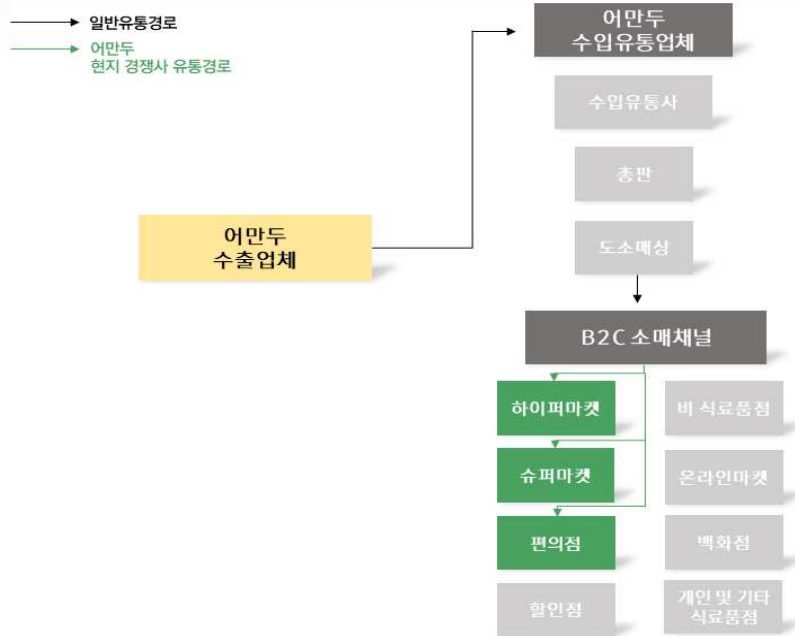 일반유통경로
어만두
현지 경쟁사 유통경로
어만두
수입유통업체
수입유통사
총판
어만두
수출업체
도소매상
B2C 소매채널
하이퍼마켓
비 식료품점
슈퍼마켓
온라인마켓
편의점
백화점
할인점
개인 및 기타
식료품점